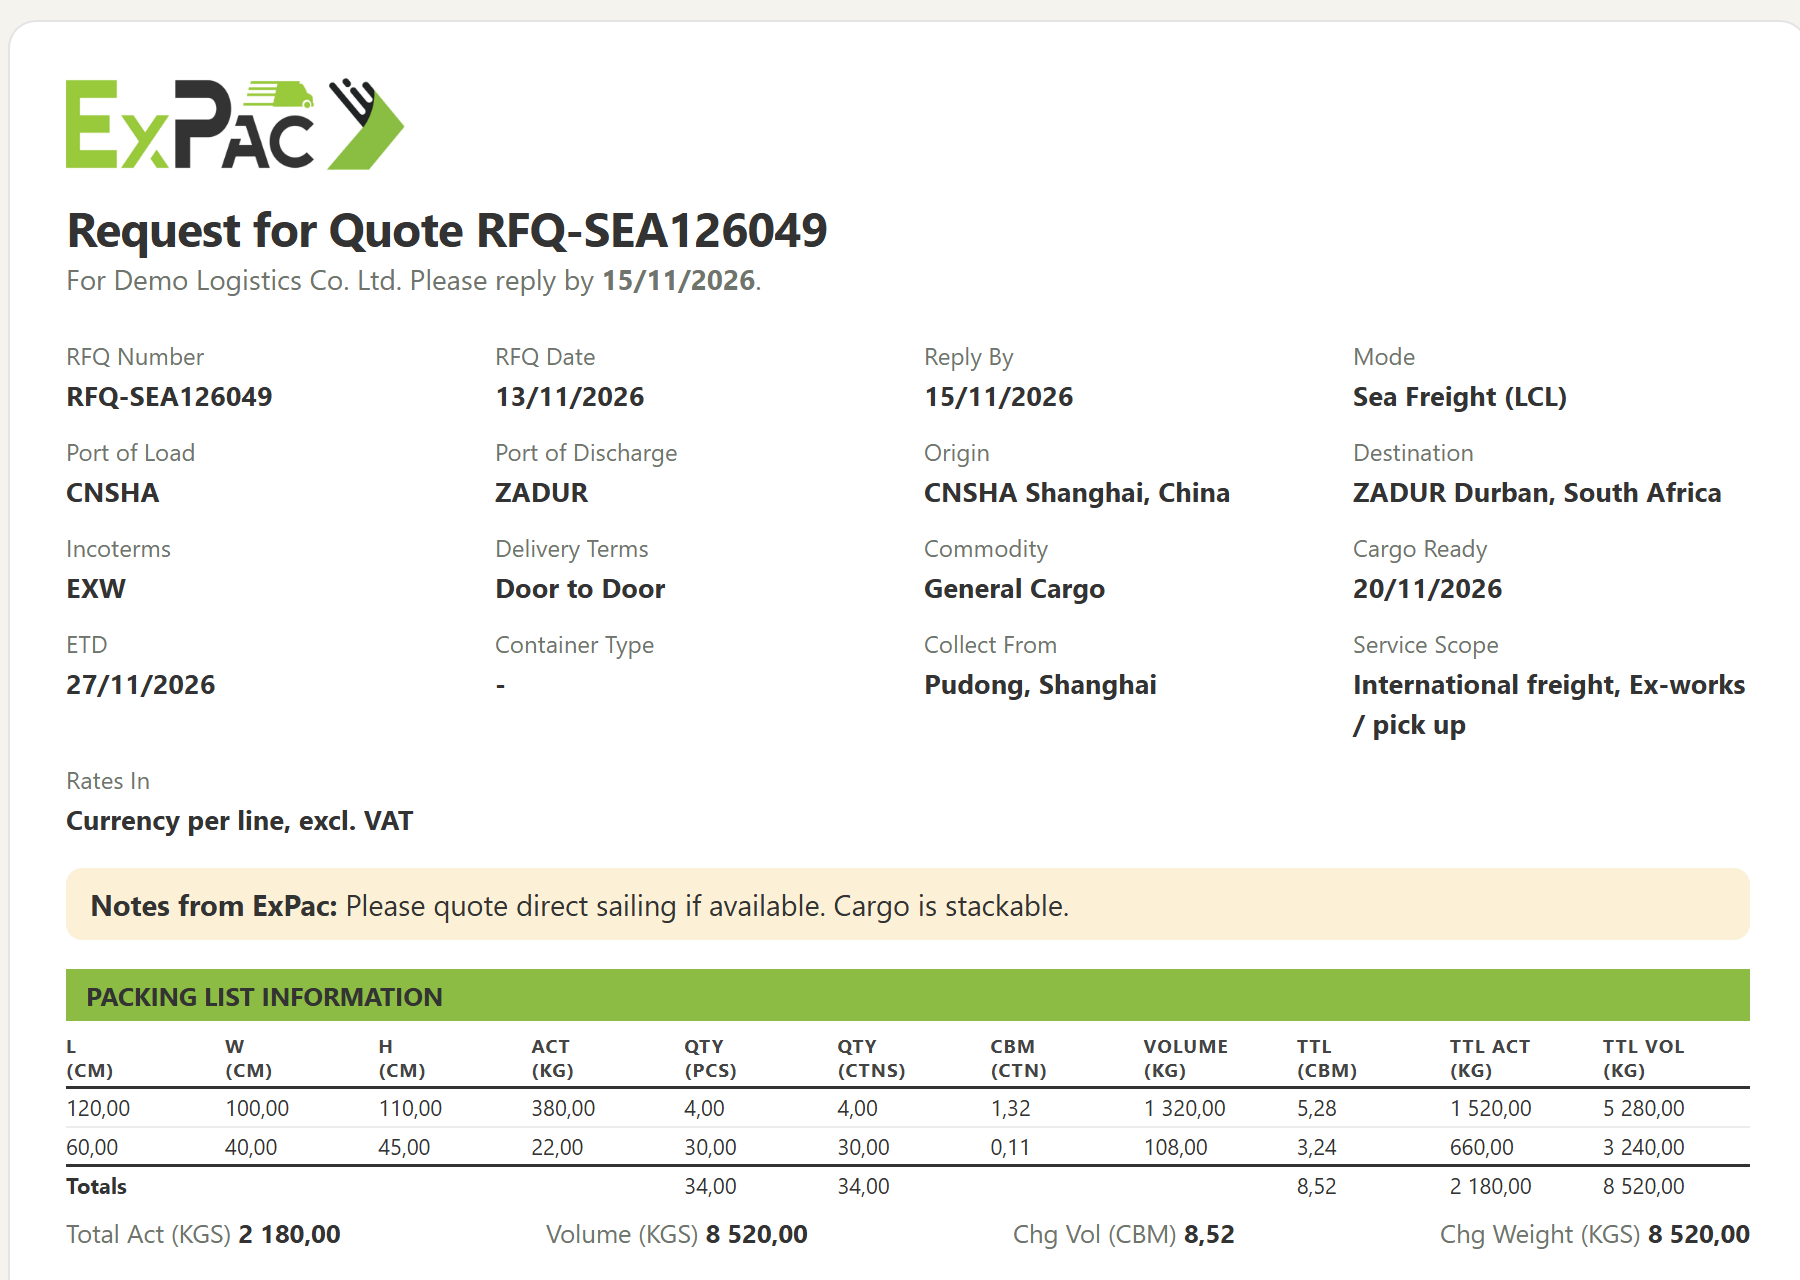 ExPac
Request for Quote RFQ-SEA126049
For Demo Logistics Co. Ltd. Please reply by 15/11/2026.
RFQ Number RFQ Date Reply By Mode
RFQ-SEA126049 13/11/2026 15/11/2026 Sea Freight (LCL)
Port of Load Port of Discharge Origin Destination
CNSHA ZADUR CNSHA Shanghai, China ZADUR Durban, South Africa
Incoterms Delivery Terms Commodity Cargo Ready
EXW Door to Door General Cargo 20/11/2026
ETD Container Type Collect From Service Scope
27/11/2026 - Pudong, Shanghai International freight, Ex-works
/ pick up
Rates In
Currency per line, excl. VAT
Notes from ExPac: Please quote direct sailing if available. Cargo is stackable.
PACKING LIST INFORMATION
L W H ACT QTY QTY CBM VOLUME TTL TTL ACT TTL VOL
(CM) (CM) (CM) (KG) (PCS) (CTNS) (CTN) (KG) (CBM) (KG) (KG)
120,00 100,00 110,00 380,00 4,00 4,00 1,32 1 320,00 5,28 1 520,00 5 280,00
60,00 40,00 45,00 22,00 30,00 30,00 0,11 108,00 3,24 660,00 3 240,00
Totals 34,00 34,00 8,52 2 180,00 8 520,00
Total Act (KGS) 2 180,00 Volume (KGS) 8 520,00 Chg Vol (CBM) 8,52 Chg Weight (KGS) 8 520,00